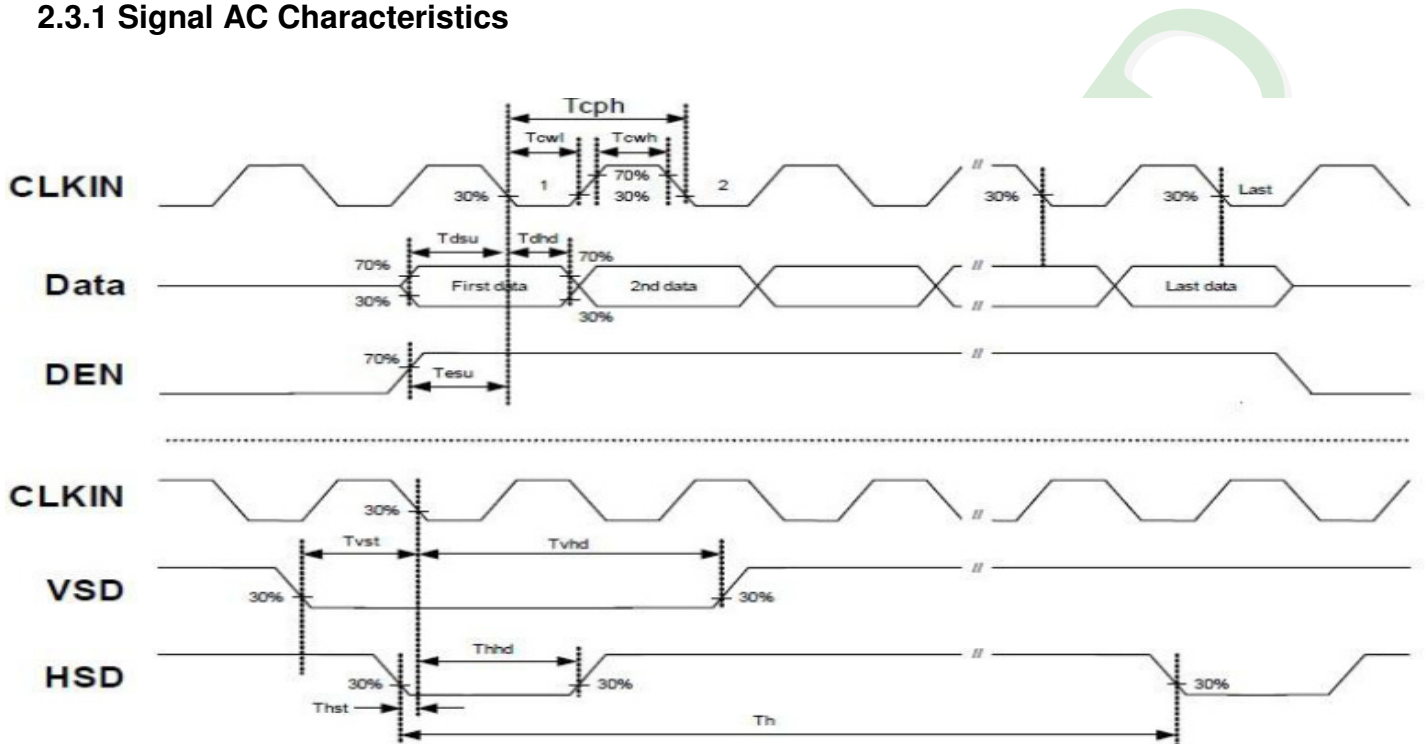 2.3.1 Signal AC Characteristics
Tcph
Tcwl Tcwh
CLKIN 30% 1 70% 30% 2 // 30% 30% Last
Tdsu Tdhd
70% 70%
Data First data 2nd data // // Last data
30% 30%
DEN 70% //
Tesu
CLKIN 30% //
Tvst Tvhd
VSD 30% 30% //
Thhd
HSD 30% 30% // 30%
Thst
Th